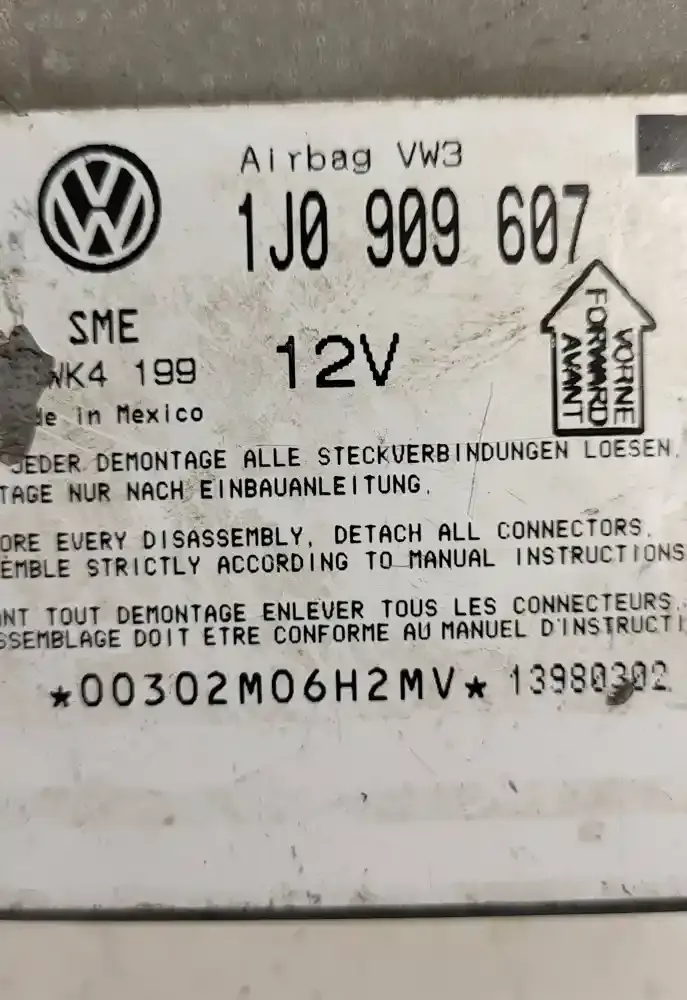 Airbag VW3
1J0 909 607
SME
12V
VORNE
FORWARD
AVANT
WK4 199
de in Mexico
JEDER DEMONTAGE ALLE STECKVERBINDUNGEN LOESEN.
TAGE NUR NACH EINBAUANLEITUNG.
ORE EVERY DISASSEMBLY, DETACH ALL CONNECTORS.
EMBLE STRICTLY ACCORDING TO MANUAL INSTRUCTIONS
ANT TOUT DEMONTAGE ENLEVER TOUS LES CONNECTEURS.
SSEMBLAGE DOIT ETRE CONFORME AU MANUEL D'INSTRUCTI
*00302M06H2MV* 13980302